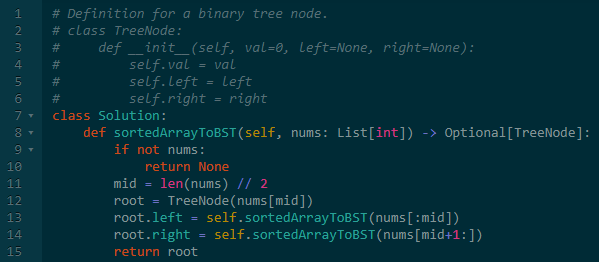 1 # Definition for a binary tree node.
2 # class TreeNode:
3 #     def __init__(self, val=0, left=None, right=None):
4 #         self.val = val
5 #         self.left = left
6 #         self.right = right
7 class Solution:
8     def sortedArrayToBST(self, nums: List[int]) -> Optional[TreeNode]:
9         if not nums:
10             return None
11         mid = len(nums) // 2
12         root = TreeNode(nums[mid])
13         root.left = self.sortedArrayToBST(nums[:mid])
14         root.right = self.sortedArrayToBST(nums[mid+1:])
15         return root